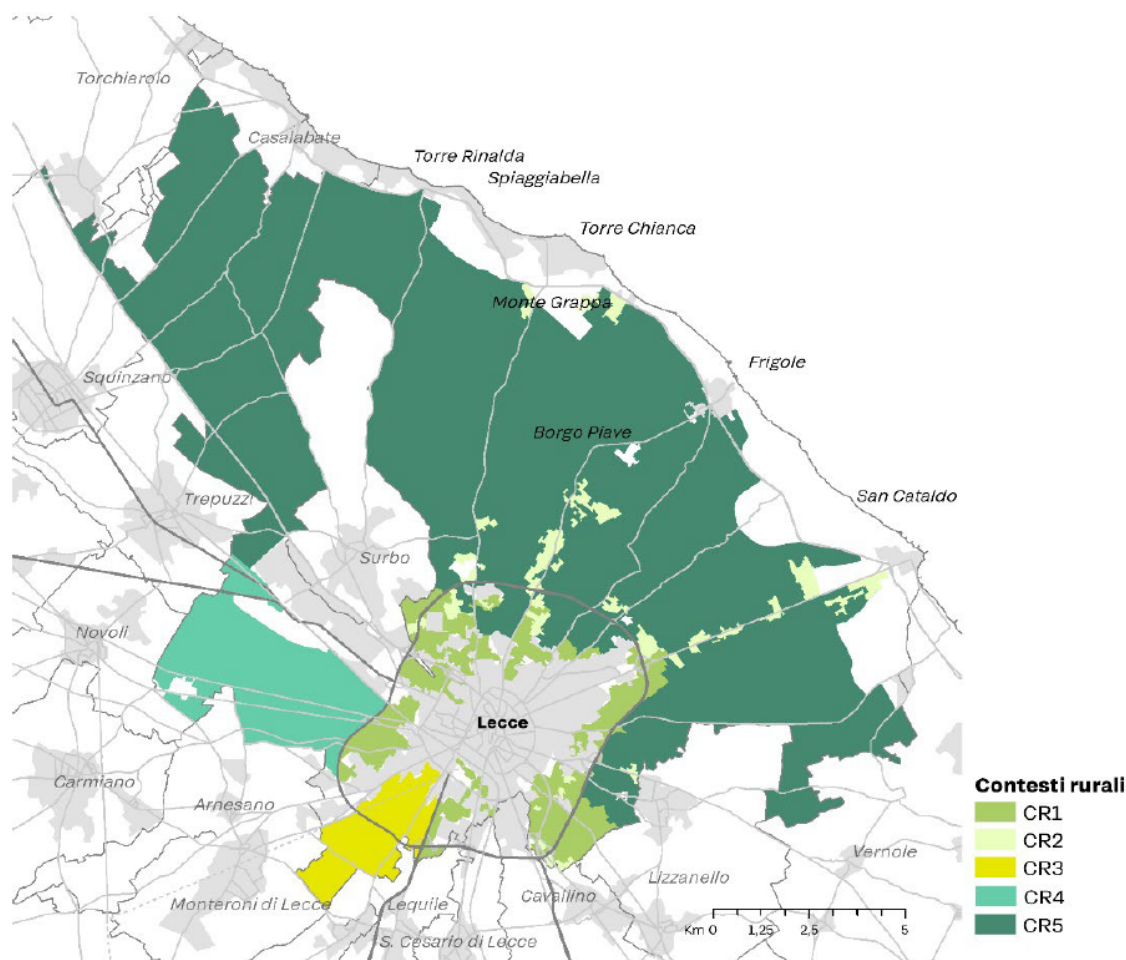 Torchiarolo
Casalabate
Torre Rinalda
Spiaggiabella
Torre Chianca
Monte Grappa
Frigole
Squinzano
Borgo Piave
Trepuzzi
San Cataldo
Surbo
Novoli
Lecce
Carmiano
Arnesano
Vernole
Lizzanello
Cavallino
Monteroni di Lecce
Lequile
S. Cesario di Lecce
Km 0 1,25 2,5 5
Contesti rurali
CR1
CR2
CR3
CR4
CR5